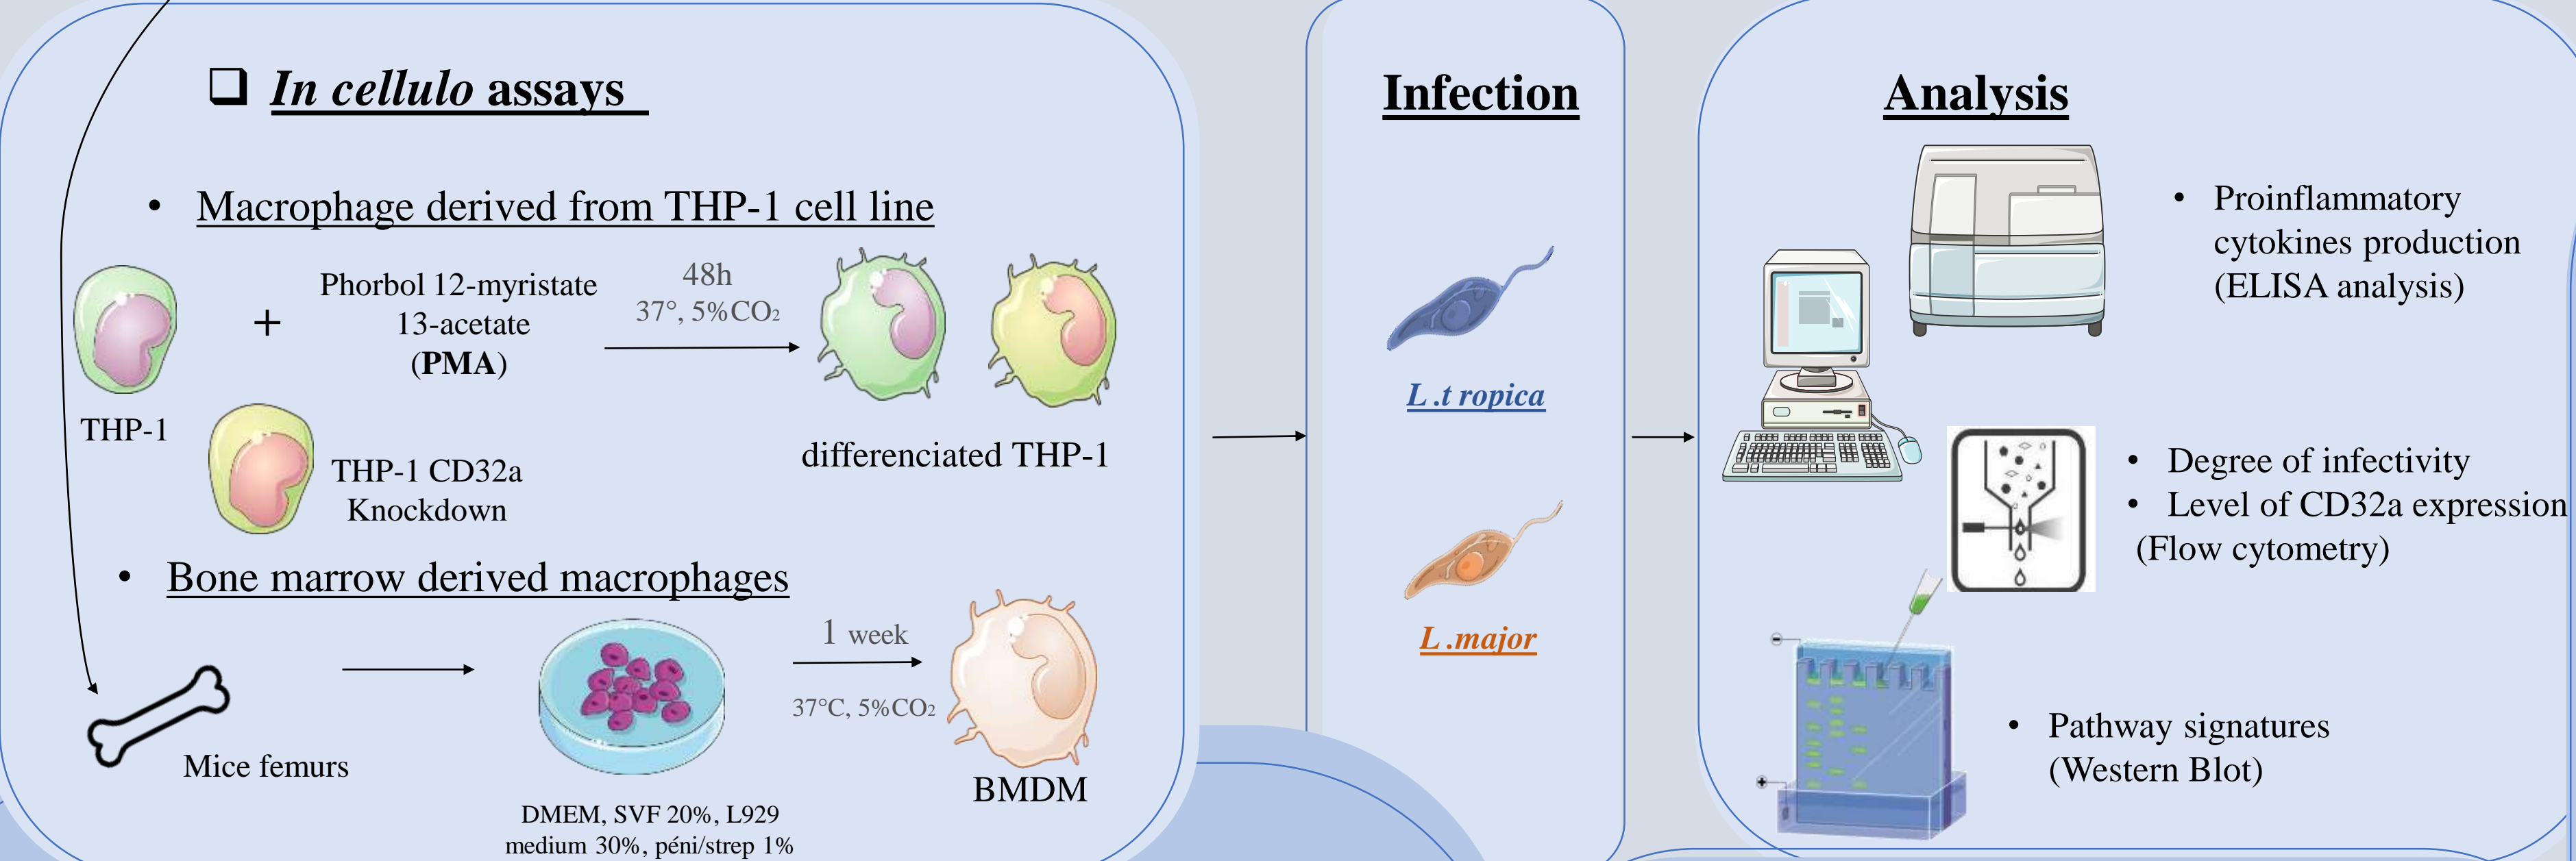 ❑ In cellulo assays
• Macrophage derived from THP-1 cell line
THP-1
+
Phorbol 12-myristate
13-acetate
(PMA)
48h
37°, 5%CO₂
THP-1 CD32a
Knockdown
differenciated THP-1
• Bone marrow derived macrophages
Mice femurs
DMEM, SVF 20%, L929
medium 30%, péni/strep 1%
1 week
37°C, 5%CO₂
BMDM
Infection
L .t ropica
L .major
Analysis
• Proinflammatory
cytokines production
(ELISA analysis)
• Degree of infectivity
• Level of CD32a expression
(Flow cytometry)
• Pathway signatures
(Western Blot)